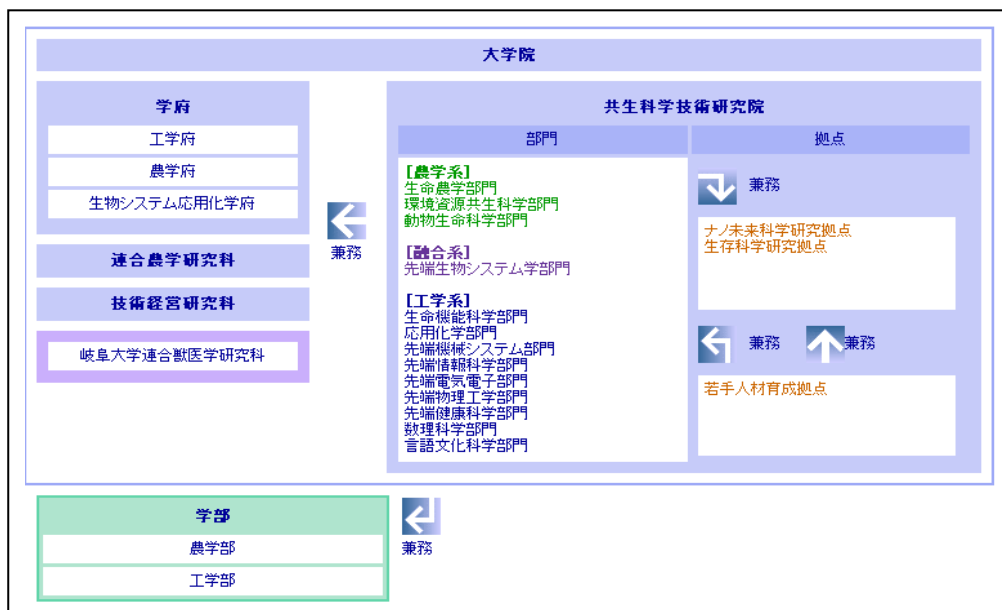 大学院
学府
工学府
農学府
生物システム応用化学府
連合農学研究科
技術経営研究科
岐阜大学連合獣医学研究科
兼務
共生科学技術研究院
部門
[農学系]
生命農学部門
環境資源共生科学部門
動物生命科学部門
[融合系]
先端生物システム学部門
[工学系]
生命機能科学部門
応用化学部門
先端機械システム部門
先端情報科学部門
先端電気電子部門
先端物理工学部門
先端健康科学部門
数理科学部門
言語文化科学部門
拠点
兼務
ナノ未来科学研究拠点
生存科学研究拠点
兼務
兼務
若手人材育成拠点
学部
農学部
工学部
兼務